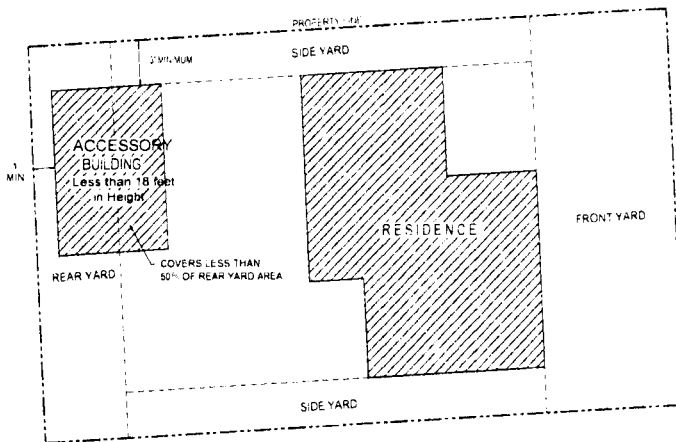 PROPERTY LINE
SIDE YARD
3' MINIMUM
ACCESSORY
BUILDING
Less than 18 feet
in Height
1'
MIN
RESIDENCE
FRONT YARD
COVERS LESS THAN
50% OF REAR YARD AREA
REAR YARD
SIDE YARD